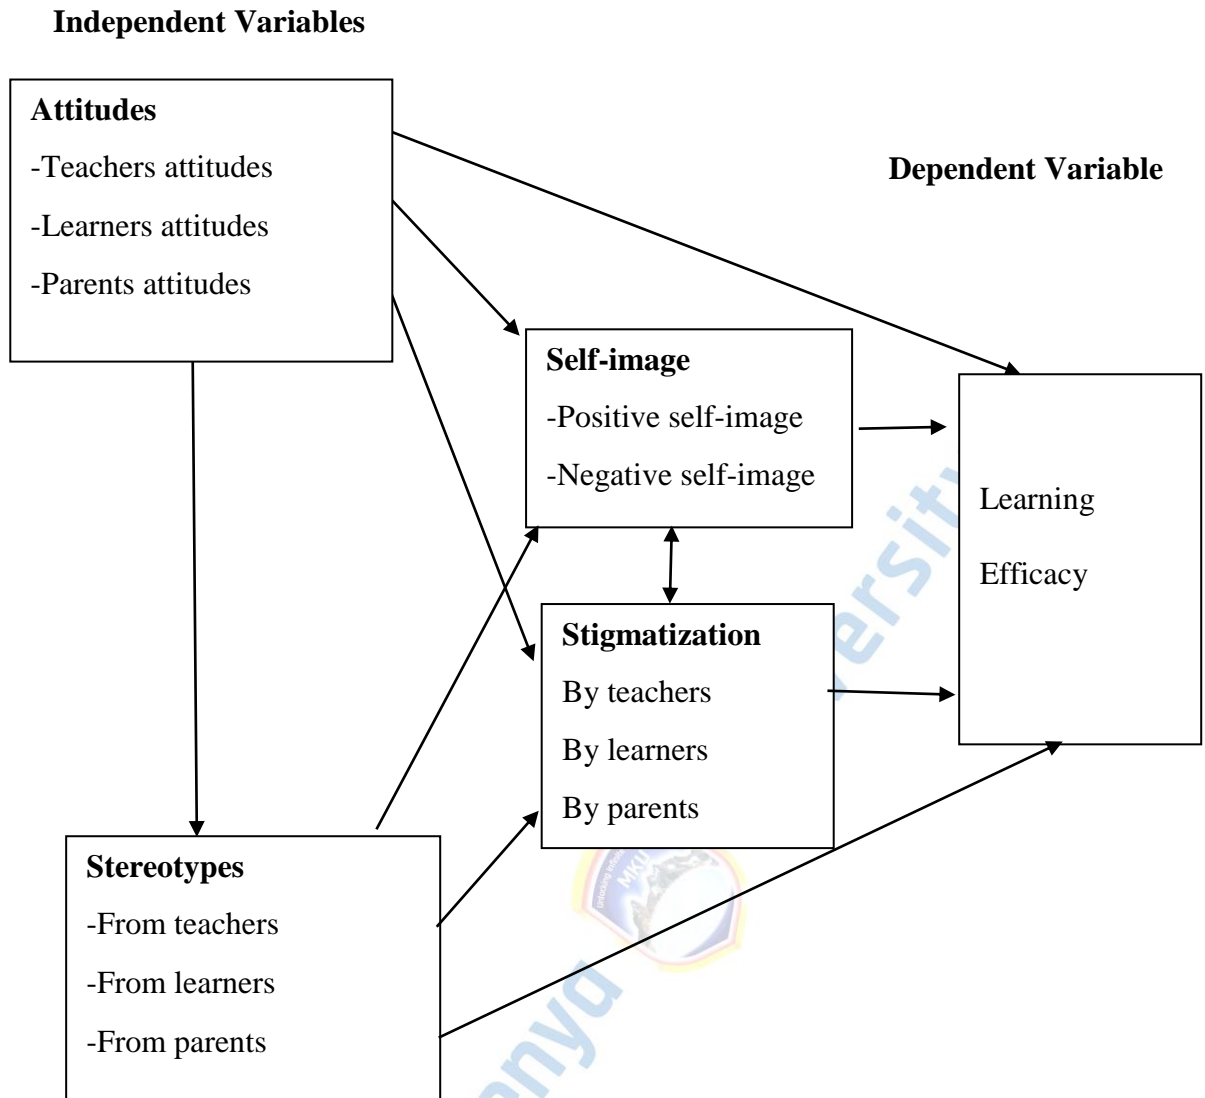 Independent Variables
Attitudes
-Teachers attitudes
-Learners attitudes
-Parents attitudes
Dependent Variable
Self-image
-Positive self-image
-Negative self-image
Learning
Efficacy
Stigmatization
By teachers
By learners
By parents
Stereotypes
-From teachers
-From learners
-From parents
MKU